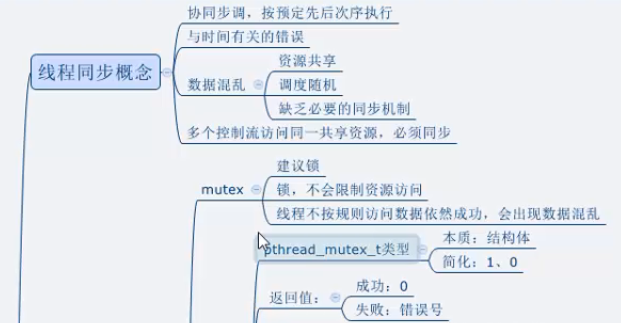 协同步调，按预定先后次序执行
与时间有关的错误
线程同步概念
数据混乱
资源共享
调度随机
缺乏必要的同步机制
多个控制流访问同一共享资源，必须同步
mutex
建议锁
锁，不会限制资源访问
线程不按规则访问数据依然成功，会出现数据混乱
pthread_mutex_t类型
本质：结构体
简化：1、0
返回值：
成功：0
失败：错误号